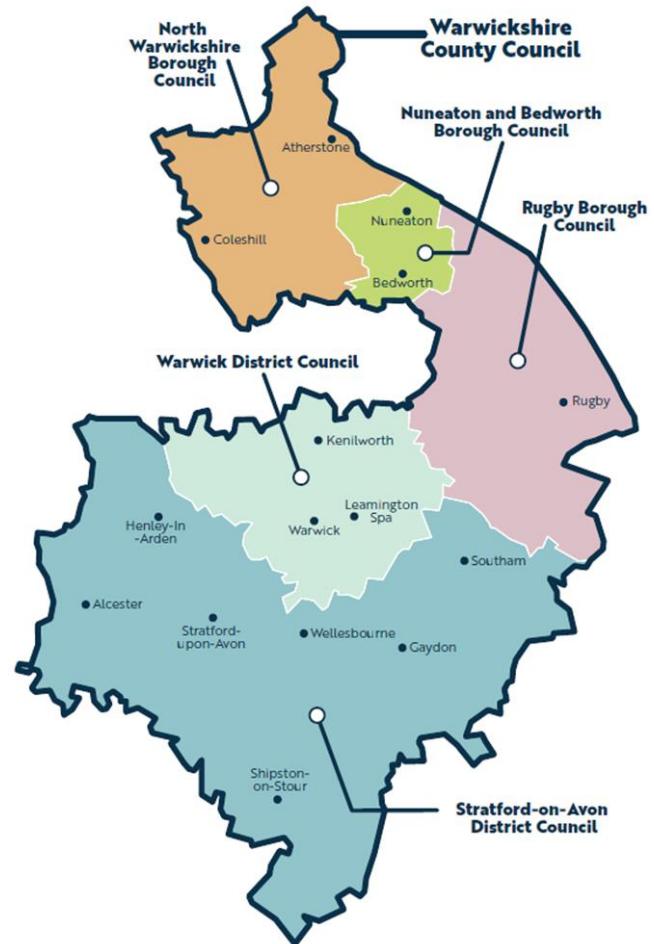 North
Warwickshire
Borough
Council
Warwickshire
County Council
Nuneaton and Bedworth
Borough Council
Atherstone
Rugby Borough
Council
Nuneaton
Coleshill
Bedworth
Warwick District Council
Rugby
Kenilworth
Henley-In
-Arden
Warwick
Leamington
Spa
Southam
Alcester
Stratford-
upon-Avon
Wellesbourne
Gaydon
Shipston-
on-Stour
Stratford-on-Avon
District Council